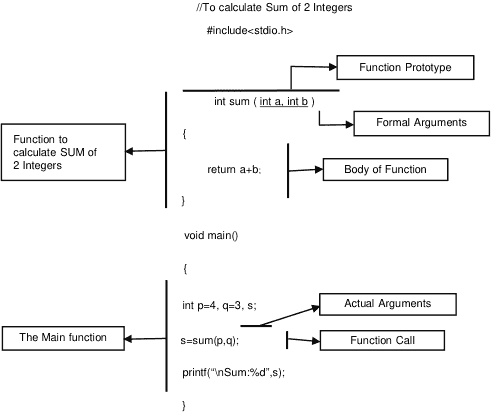 //To calculate Sum of 2 Integers
#include<stdio.h>
Function Prototype
int sum ( int a, int b )
Formal Arguments
{
Function to
calculate SUM of
2 Integers
return a+b;
Body of Function
}
void main()
{
int p=4, q=3, s;
Actual Arguments
The Main function
s=sum(p,q);
Function Call
printf(“\nSum:%d”,s);
}